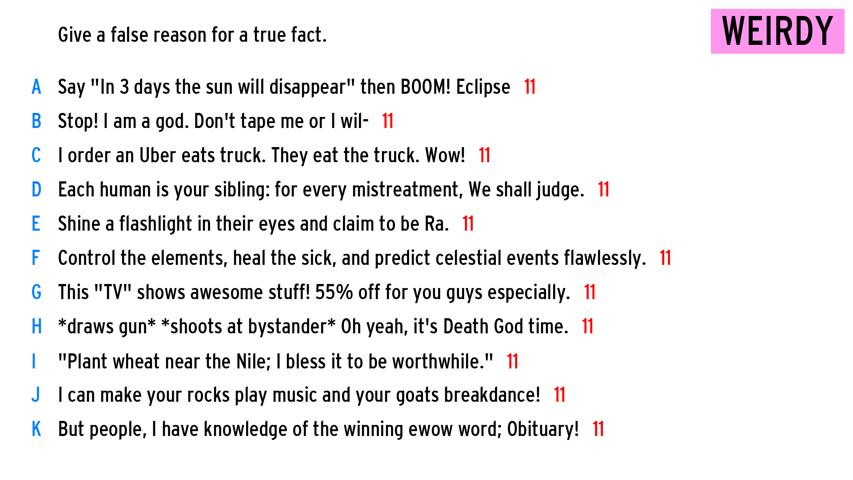 Give a false reason for a true fact.
WEIRDY
A Say "In 3 days the sun will disappear" then BOOM! Eclipse 11
B Stop! I am a god. Don't tape me or I wil- 11
C I order an Uber eats truck. They eat the truck. Wow! 11
D Each human is your sibling: for every mistreatment, We shall judge. 11
E Shine a flashlight in their eyes and claim to be Ra. 11
F Control the elements, heal the sick, and predict celestial events flawlessly. 11
G This "TV" shows awesome stuff! 55% off for you guys especially. 11
H *draws gun* *shoots at bystander* Oh yeah, it's Death God time. 11
I "Plant wheat near the Nile; I bless it to be worthwhile." 11
J I can make your rocks play music and your goats breakdance! 11
K But people, I have knowledge of the winning ewow word; Obituary! 11